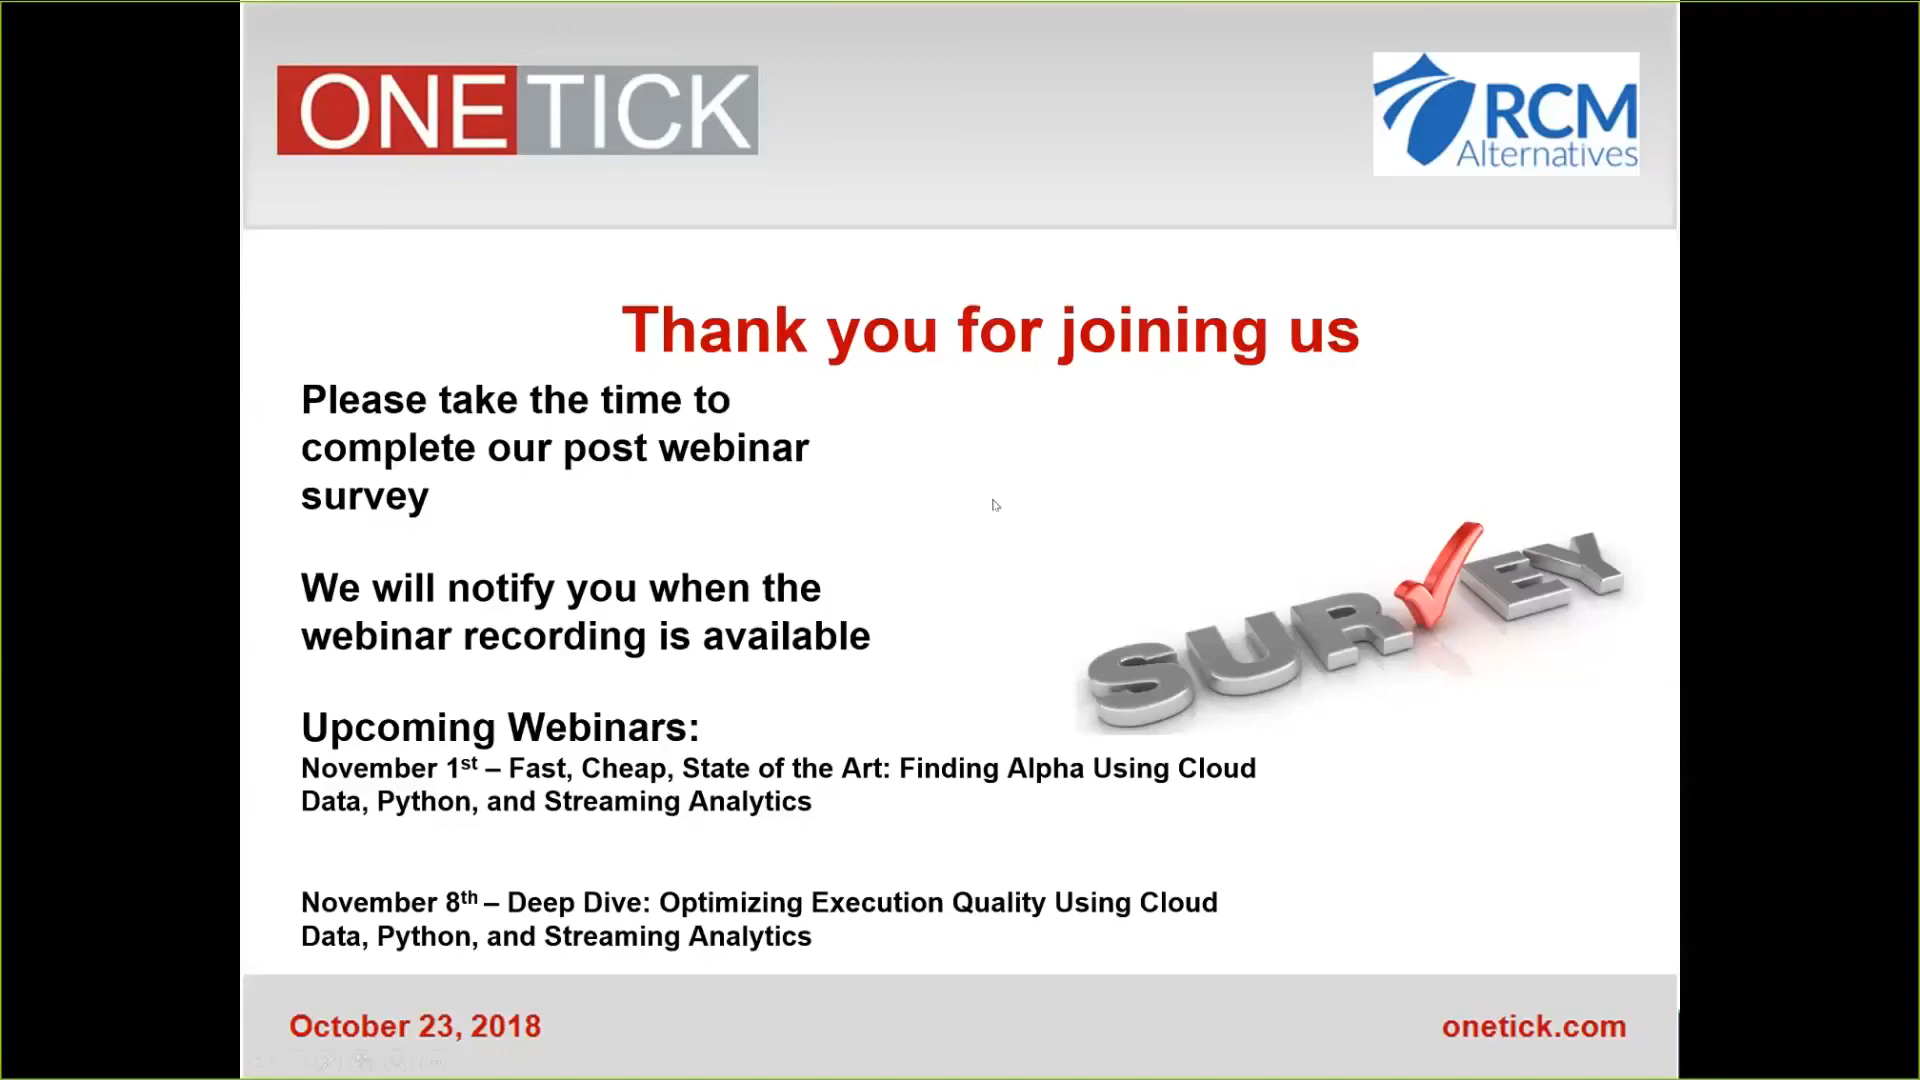 ONETICK
RCM
Alternatives
Thank you for joining us
Please take the time to
complete our post webinar
survey
We will notify you when the
webinar recording is available
SURVEY
Upcoming Webinars:
November 1st – Fast, Cheap, State of the Art: Finding Alpha Using Cloud
Data, Python, and Streaming Analytics
November 8th – Deep Dive: Optimizing Execution Quality Using Cloud
Data, Python, and Streaming Analytics
October 23, 2018
onetick.com